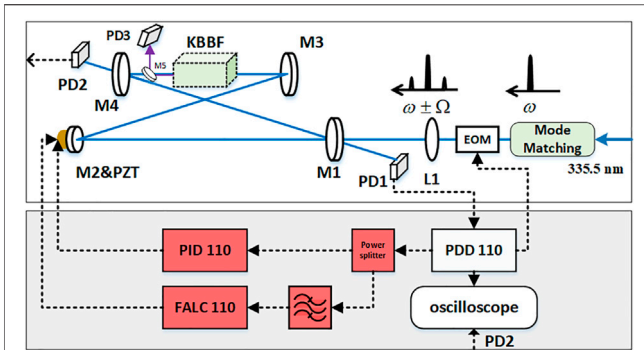 PD3
KBBF
M3
M5
PD2
M4
ω ± Ω
ω
EOM
Mode
Matching
M2&PZT
M1
PD1
L1
335.5 nm
PID 110
Power
splitter
PDD 110
FALC 110
oscilloscope
PD2